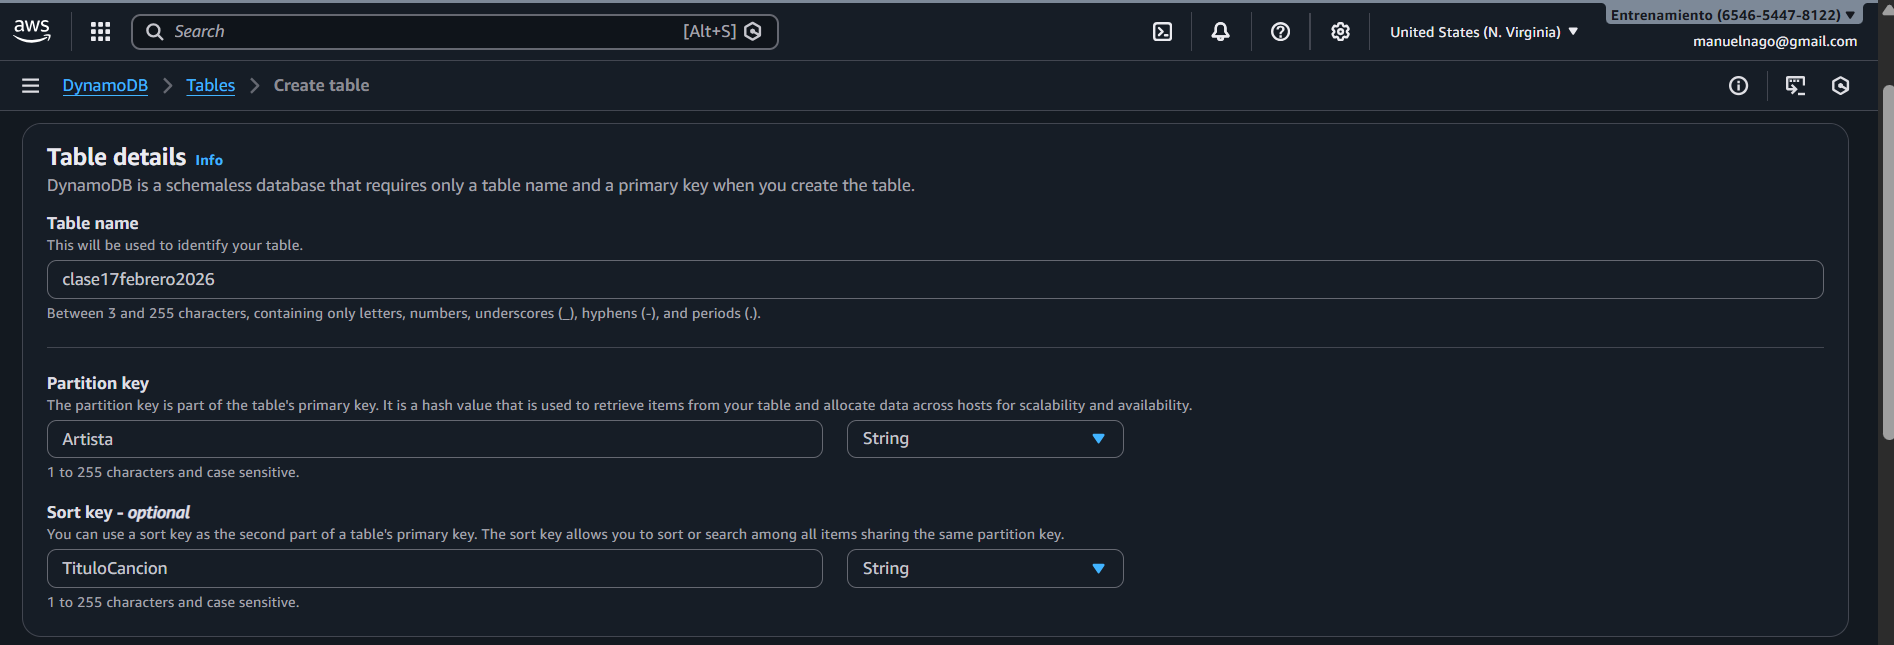 aws
Search [Alt+S]
United States (N. Virginia)
Entrenamiento (6546-5447-8122)
manuelnago@gmail.com
DynamoDB > Tables > Create table
Table details Info
DynamoDB is a schemaless database that requires only a table name and a primary key when you create the table.
Table name
This will be used to identify your table.
clase17febrero2026
Between 3 and 255 characters, containing only letters, numbers, underscores (_), hyphens (-), and periods (.).
Partition key
The partition key is part of the table's primary key. It is a hash value that is used to retrieve items from your table and allocate data across hosts for scalability and availability.
Artista String
1 to 255 characters and case sensitive.
Sort key - optional
You can use a sort key as the second part of a table's primary key. The sort key allows you to sort or search among all items sharing the same partition key.
TituloCancion String
1 to 255 characters and case sensitive.